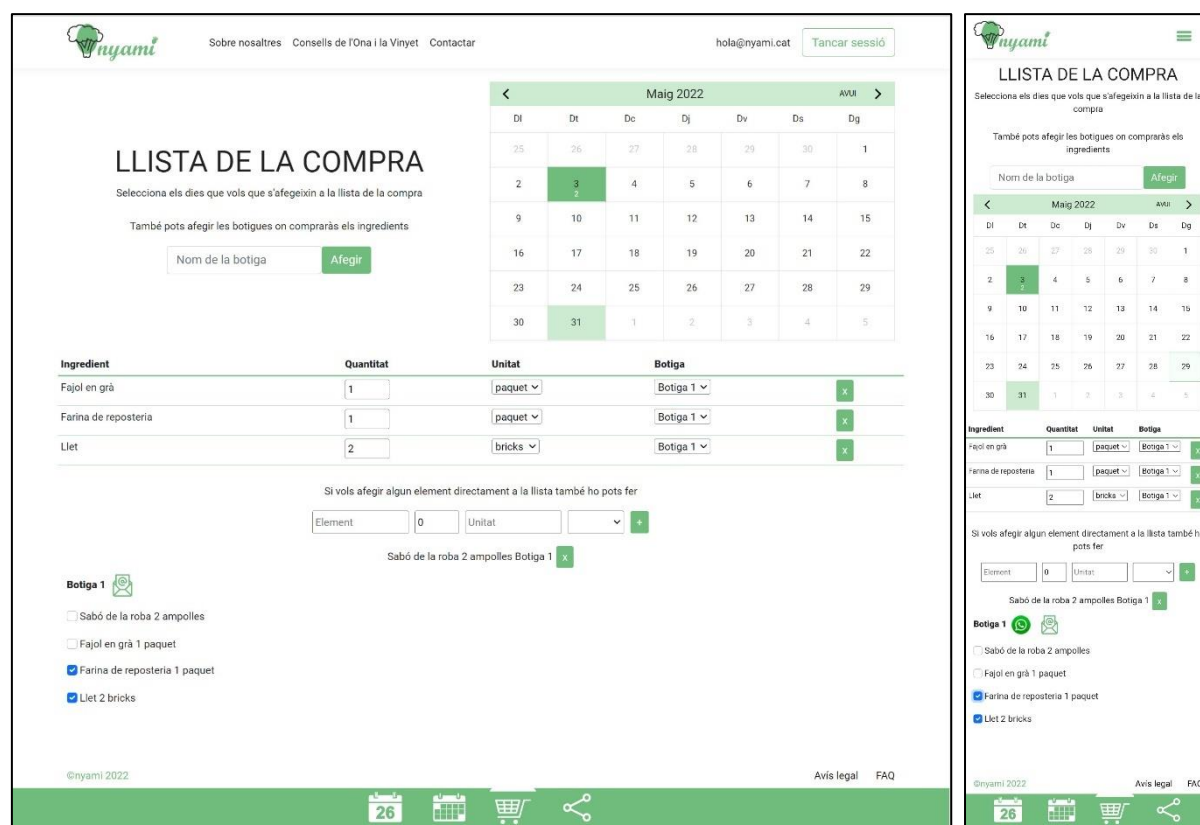 nyami
Sobre nosaltres Consells de l'Ona i la Vinyet Contactar hola@nyami.cat Tancar sessió
LLISTA DE LA COMPRA
Selecciona els dies que vols que s'afegeixin a la llista de la compra
També pots afegir les botigues on compraràs els ingredients
Nom de la botiga Afegir
Maig 2022 AVUI
Dl Dt Dc Dj Dv Ds Dg
25 26 27 28 29 30 1
2 3 4 5 6 7 8
2
9 10 11 12 13 14 15
16 17 18 19 20 21 22
23 24 25 26 27 28 29
30 31 1 2 3 4 5
Ingredient Quantitat Unitat Botiga
Fajol en grà 1 paquet Botiga 1 x
Farina de reposteria 1 paquet Botiga 1 x
Llet 2 bricks Botiga 1 x
Si vols afegir algun element directament a la llista també ho pots fer
Element 0 Unitat +
Sabó de la roba 2 ampolles Botiga 1 x
Botiga 1
Sabó de la roba 2 ampolles
Fajol en grà 1 paquet
Farina de reposteria 1 paquet
Llet 2 bricks
©nyami 2022 Avís legal FAQ
26
nyami
LLISTA DE LA COMPRA
Selecciona els dies que vols que s'afegeixin a la llista de la
compra
També pots afegir les botigues on compraràs els
ingredients
Nom de la botiga Afegir
Maig 2022 AVUI
Dl Dt Dc Dj Dv Ds Dg
25 26 27 28 29 30 1
2 3 4 5 6 7 8
2
9 10 11 12 13 14 15
16 17 18 19 20 21 22
23 24 25 26 27 28 29
30 31 1 2 3 4 5
Ingredient Quantitat Unitat Botiga
Fajol en grà 1 paquet Botiga 1 x
Farina de reposteria 1 paquet Botiga 1 x
Llet 2 bricks Botiga 1 x
Si vols afegir algun element directament a la llista també h
pots fer
Element 0 Unitat +
Sabó de la roba 2 ampolles Botiga 1 x
Botiga 1
Sabó de la roba 2 ampolles
Fajol en grà 1 paquet
Farina de reposteria 1 paquet
Llet 2 bricks
©nyami 2022 Avís legal FAQ
26